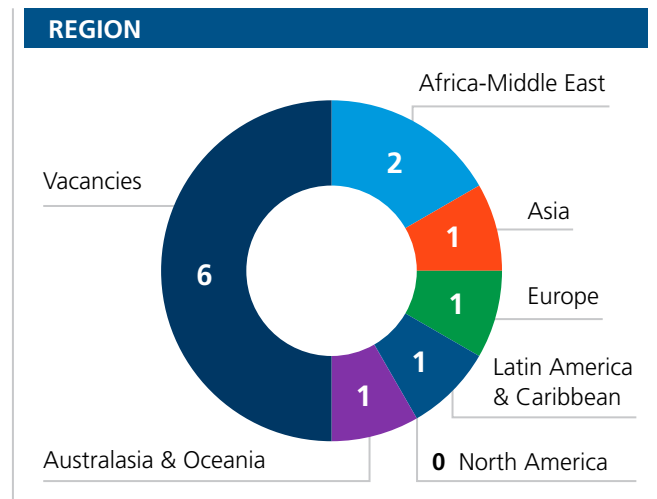 REGION
Africa-Middle East
2
Vacancies
Asia
1
6
Europe
1
Latin America
& Caribbean
1
1
Australasia & Oceania
0 North America